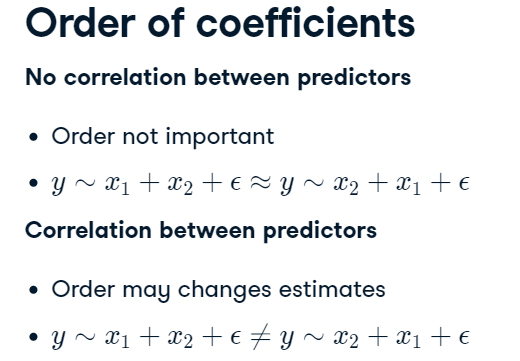 Order of coefficients
No correlation between predictors
• Order not important
• y ∼ x₁ + x₂ + ϵ ≈ y ∼ x₂ + x₁ + ϵ
Correlation between predictors
• Order may changes estimates
• y ∼ x₁ + x₂ + ϵ ≠ y ∼ x₂ + x₁ + ϵ